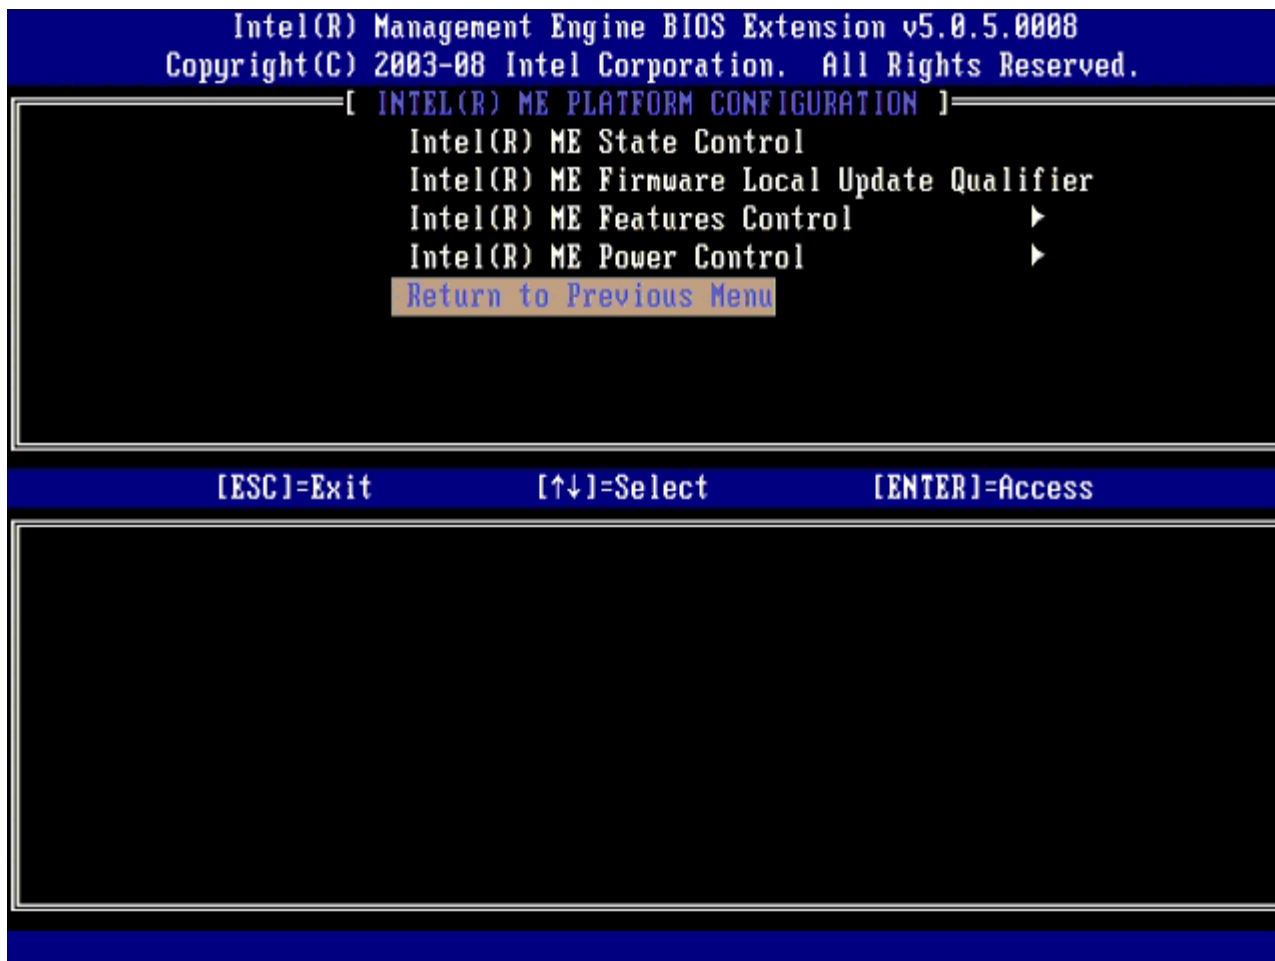 Intel(R) Management Engine BIOS Extension v5.0.5.0008
Copyright(C) 2003-08 Intel Corporation.  All Rights Reserved.
[ INTEL(R) ME PLATFORM CONFIGURATION ]
Intel(R) ME State Control
Intel(R) ME Firmware Local Update Qualifier
Intel(R) ME Features Control ►
Intel(R) ME Power Control ►
Return to Previous Menu
[ESC]=Exit [↑↓]=Select [ENTER]=Access